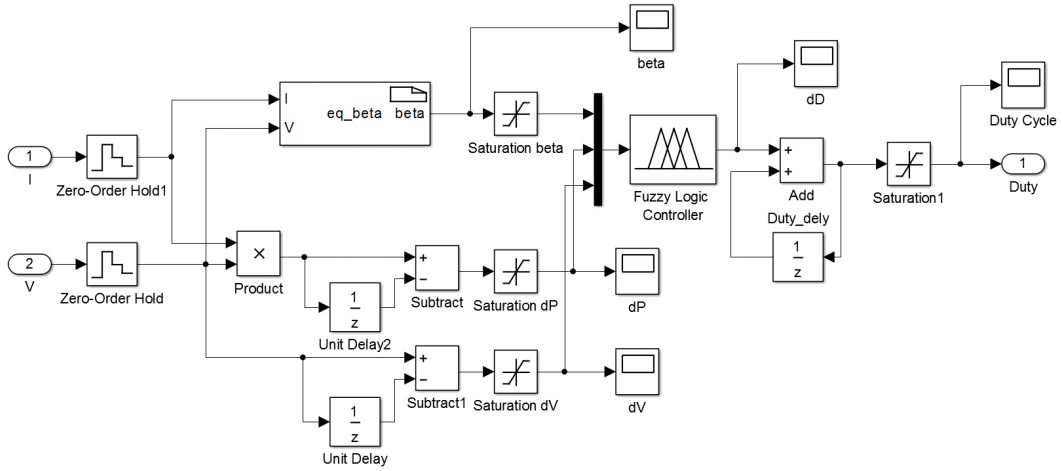 beta
dD
Duty Cycle
I
V
eq_beta
beta
Saturation beta
1
I
Zero-Order Hold1
Fuzzy Logic
Controller
+
+
Add
Saturation1
1
Duty
Duty_dely
1
z
2
V
Zero-Order Hold
×
Product
+
−
Subtract
Saturation dP
dP
1
z
Unit Delay2
+
−
Subtract1
Saturation dV
dV
1
z
Unit Delay